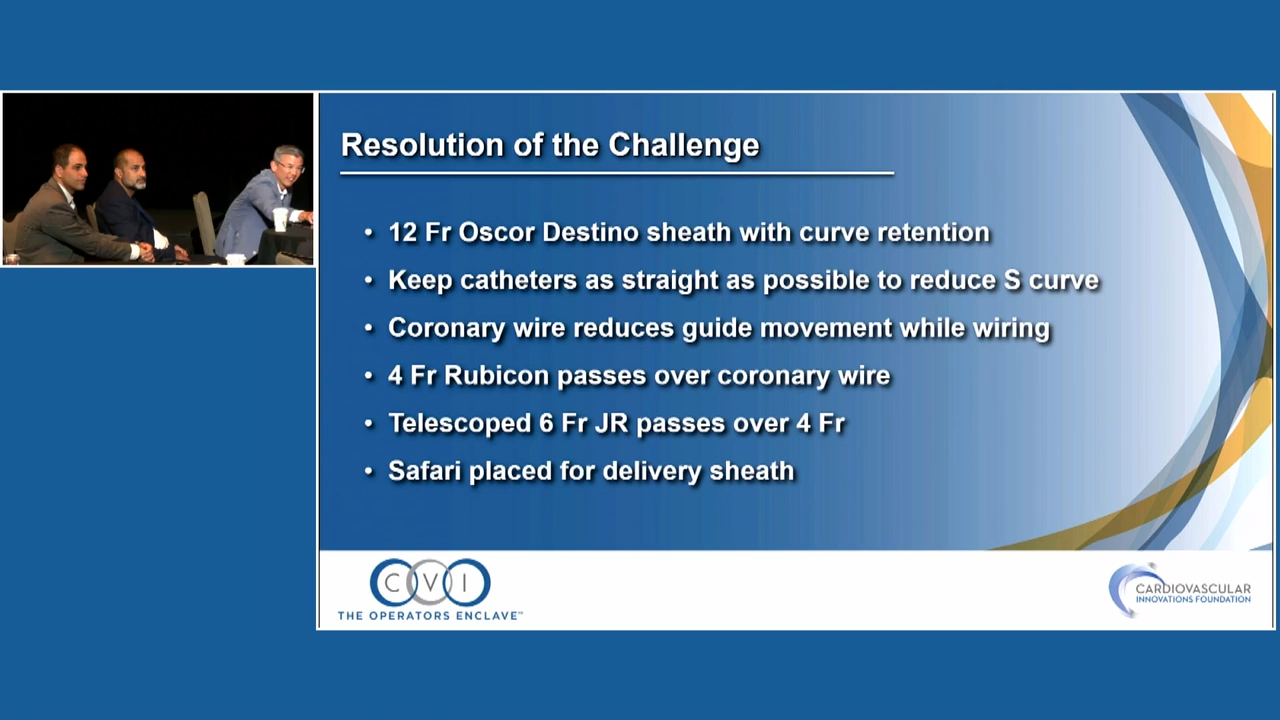 Resolution of the Challenge
• 12 Fr Oscor Destino sheath with curve retention
• Keep catheters as straight as possible to reduce S curve
• Coronary wire reduces guide movement while wiring
• 4 Fr Rubicon passes over coronary wire
• Telescoped 6 Fr JR passes over 4 Fr
• Safari placed for delivery sheath
CVI
THE OPERATORS ENCLAVE™
CARDIOVASCULAR
INNOVATIONS FOUNDATION